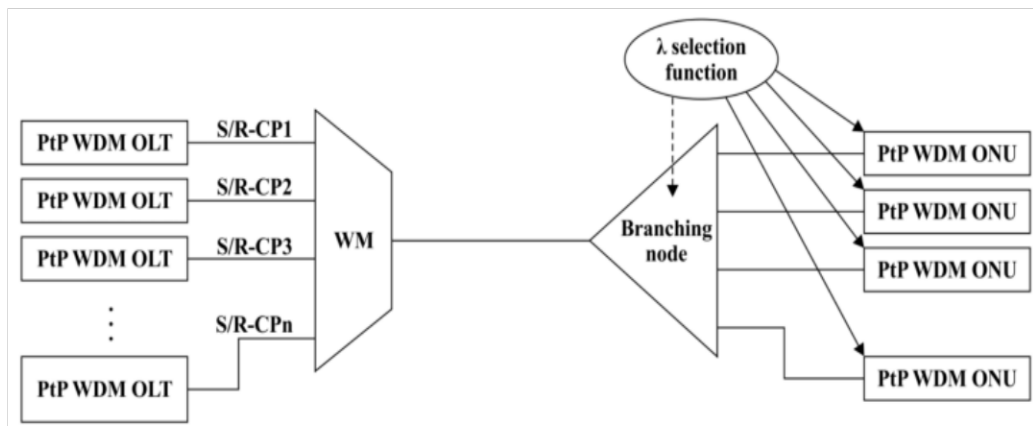 λ selection
function
PtP WDM OLT
S/R-CP1
PtP WDM ONU
PtP WDM OLT
S/R-CP2
PtP WDM ONU
WM
Branching
node
PtP WDM OLT
S/R-CP3
PtP WDM ONU
S/R-CPn
PtP WDM OLT
PtP WDM ONU